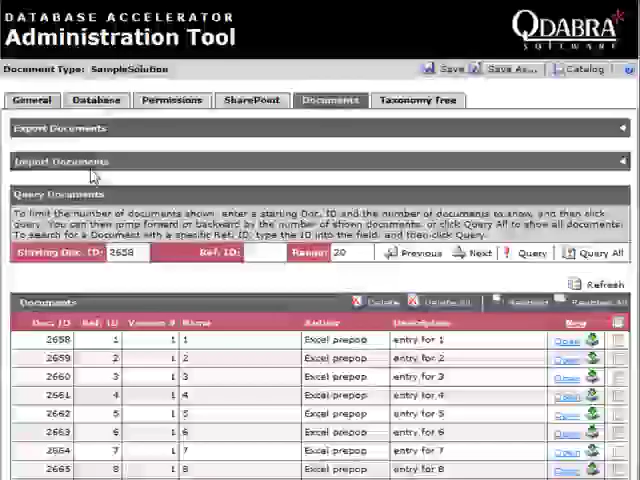 DATABASE ACCELERATOR
Administration Tool
QDABRA
SOFTWARE
Document Type: SampleSolution
Save Save As... Catalog
General Database Permissions SharePoint Documents Taxonomy Tree
Export Documents
Import Documents
Query Documents
To limit the number of documents shown, enter a starting Doc. ID and the number of documents to show, and then click
query. You can then jump forward or backward by the number of shown documents, or click Query All to show all documents.
To search for a Document with a specific Ref. ID, type the ID into the field, and then click Query.
Starting Doc. ID: 2658 Ref. ID: Range: 20 Previous Next Query Query All
Refresh
Documents Delete Delete All
Doc. ID Ref. ID Version # Name Author Description New
2658 1 1 1 Excel prepop entry for 1 Open
2659 2 1 2 Excel prepop entry for 2 Open
2660 3 1 3 Excel prepop entry for 3 Open
2661 4 1 4 Excel prepop entry for 4 Open
2662 5 1 5 Excel prepop entry for 5 Open
2663 6 1 6 Excel prepop entry for 6 Open
2664 7 1 7 Excel prepop entry for 7 Open
2665 8 1 8 Excel prepop entry for 8 Open